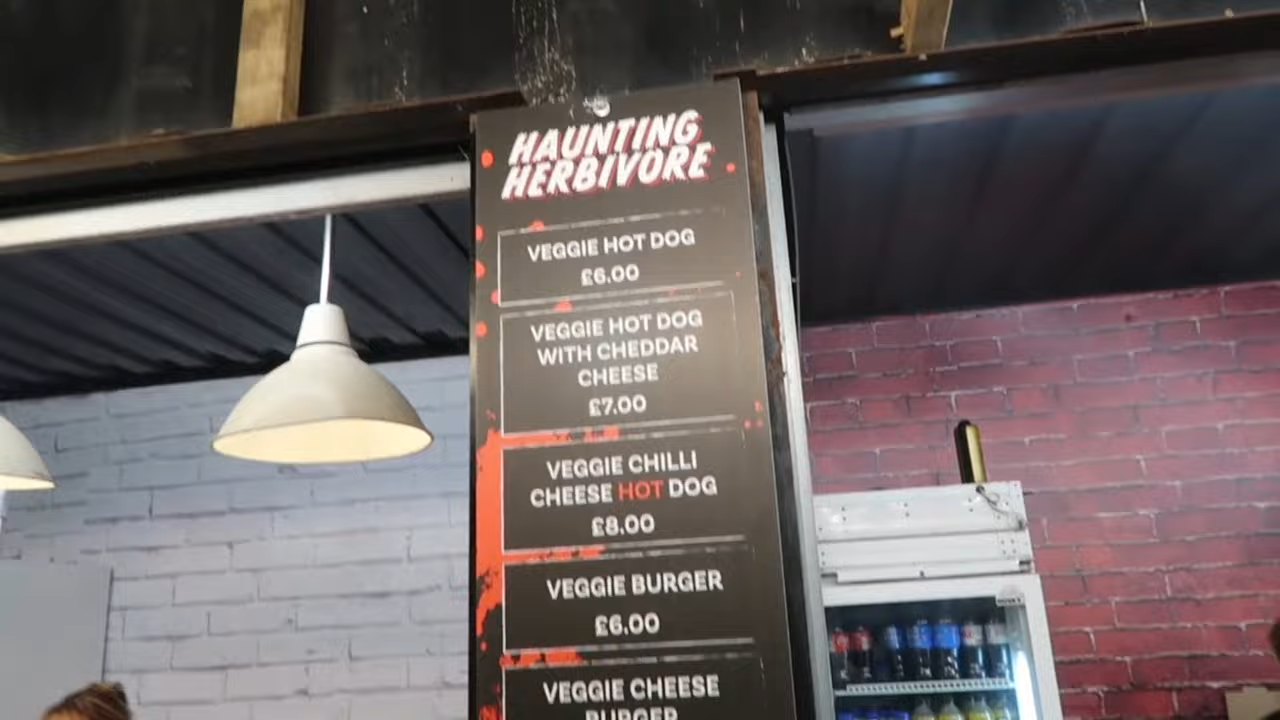 HAUNTING
HERBIVORE
VEGGIE HOT DOG
£6.00
VEGGIE HOT DOG
WITH CHEDDAR
CHEESE
£7.00
VEGGIE CHILLI
CHEESE HOT DOG
£8.00
VEGGIE BURGER
£6.00
VEGGIE CHEESE
BURGER